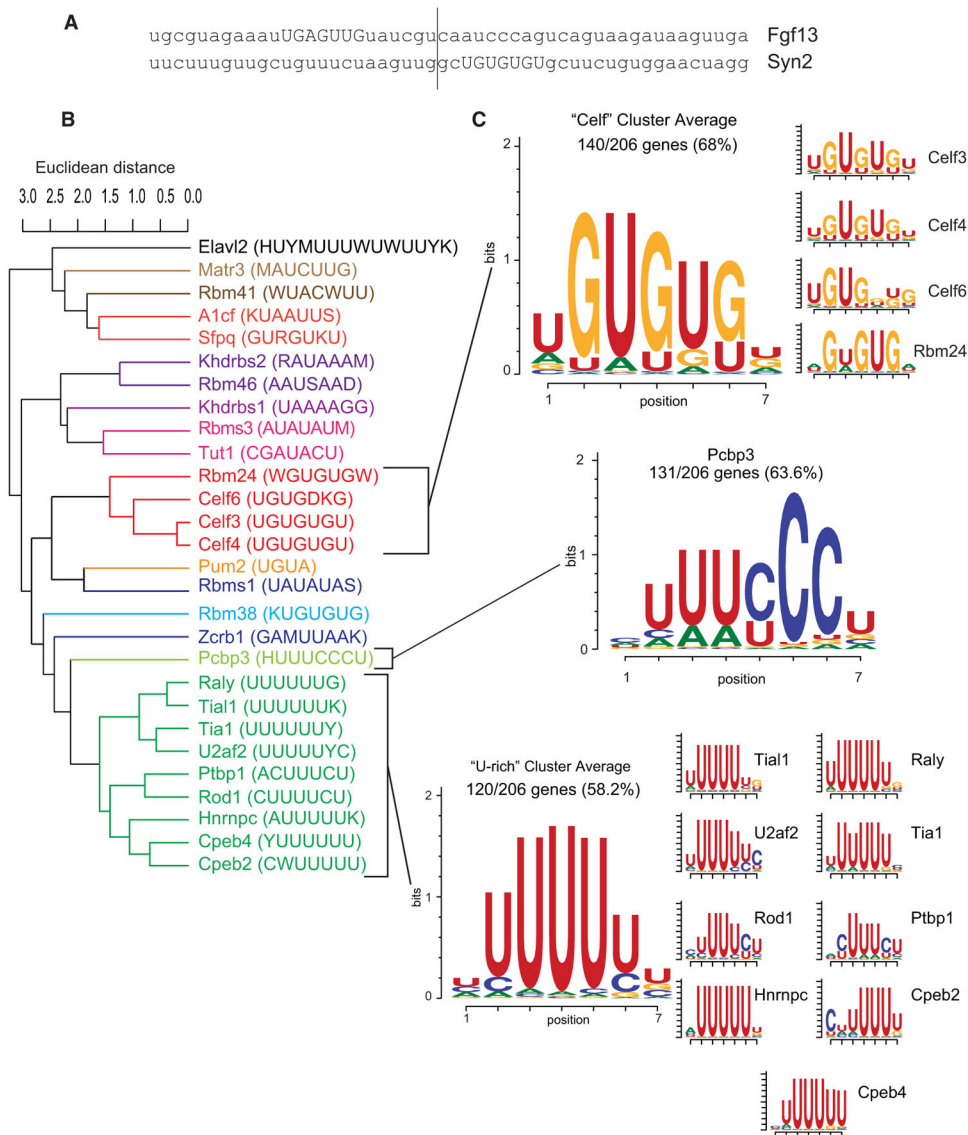 A
ugcguagaaauUGAGUUGuaucgucaaucccagucaguaagauaaguuga Fgf13
uucuuuguugcuguuucuaaguuggcUGUGUGUgcuucuguggaacuagg Syn2
B
Euclidean distance
3.0 2.5 2.0 1.5 1.0 0.5 0.0
Elavl2 (HUYMUUUWUWUUYK)
Matr3 (MAUCUUG)
Rbm41 (WUACWUU)
A1cf (KUAAUUS)
Sfpq (GURGUKU)
Khdrbs2 (RAUAAAM)
Rbm46 (AAUSAAD)
Khdrbs1 (UAAAAGG)
Rbms3 (AUAUAUM)
Tut1 (CGAUACU)
Rbm24 (WGUGUGW)
Celf6 (UGUGDKG)
Celf3 (UGUGUGU)
Celf4 (UGUGUGU)
Pum2 (UGUA)
Rbms1 (UAUAUAS)
Rbm38 (KUGUGUG)
Zcrb1 (GAMUUAAK)
Pcbp3 (HUUUCCCU)
Raly (UUUUUUG)
Tial1 (UUUUUUK)
Tia1 (UUUUUUY)
U2af2 (UUUUUYC)
Ptbp1 (ACUUUCU)
Rod1 (CUUUUCU)
Hnrnpc (AUUUUUK)
Cpeb4 (YUUUUUU)
Cpeb2 (CWUUUUU)
C
"Celf" Cluster Average
140/206 genes (68%)
2
1
0
bits
UGUGUGU
1 position 7
Celf3
Celf4
Celf6
Rbm24
Pcbp3
131/206 genes (63.6%)
2
1
0
bits
UUUCCCU
1 position 7
"U-rich" Cluster Average
120/206 genes (58.2%)
2
1
0
bits
UUUUUUU
1 position 7
Tial1
Raly
U2af2
Tia1
Rod1
Ptbp1
Hnrnpc
Cpeb2
Cpeb4